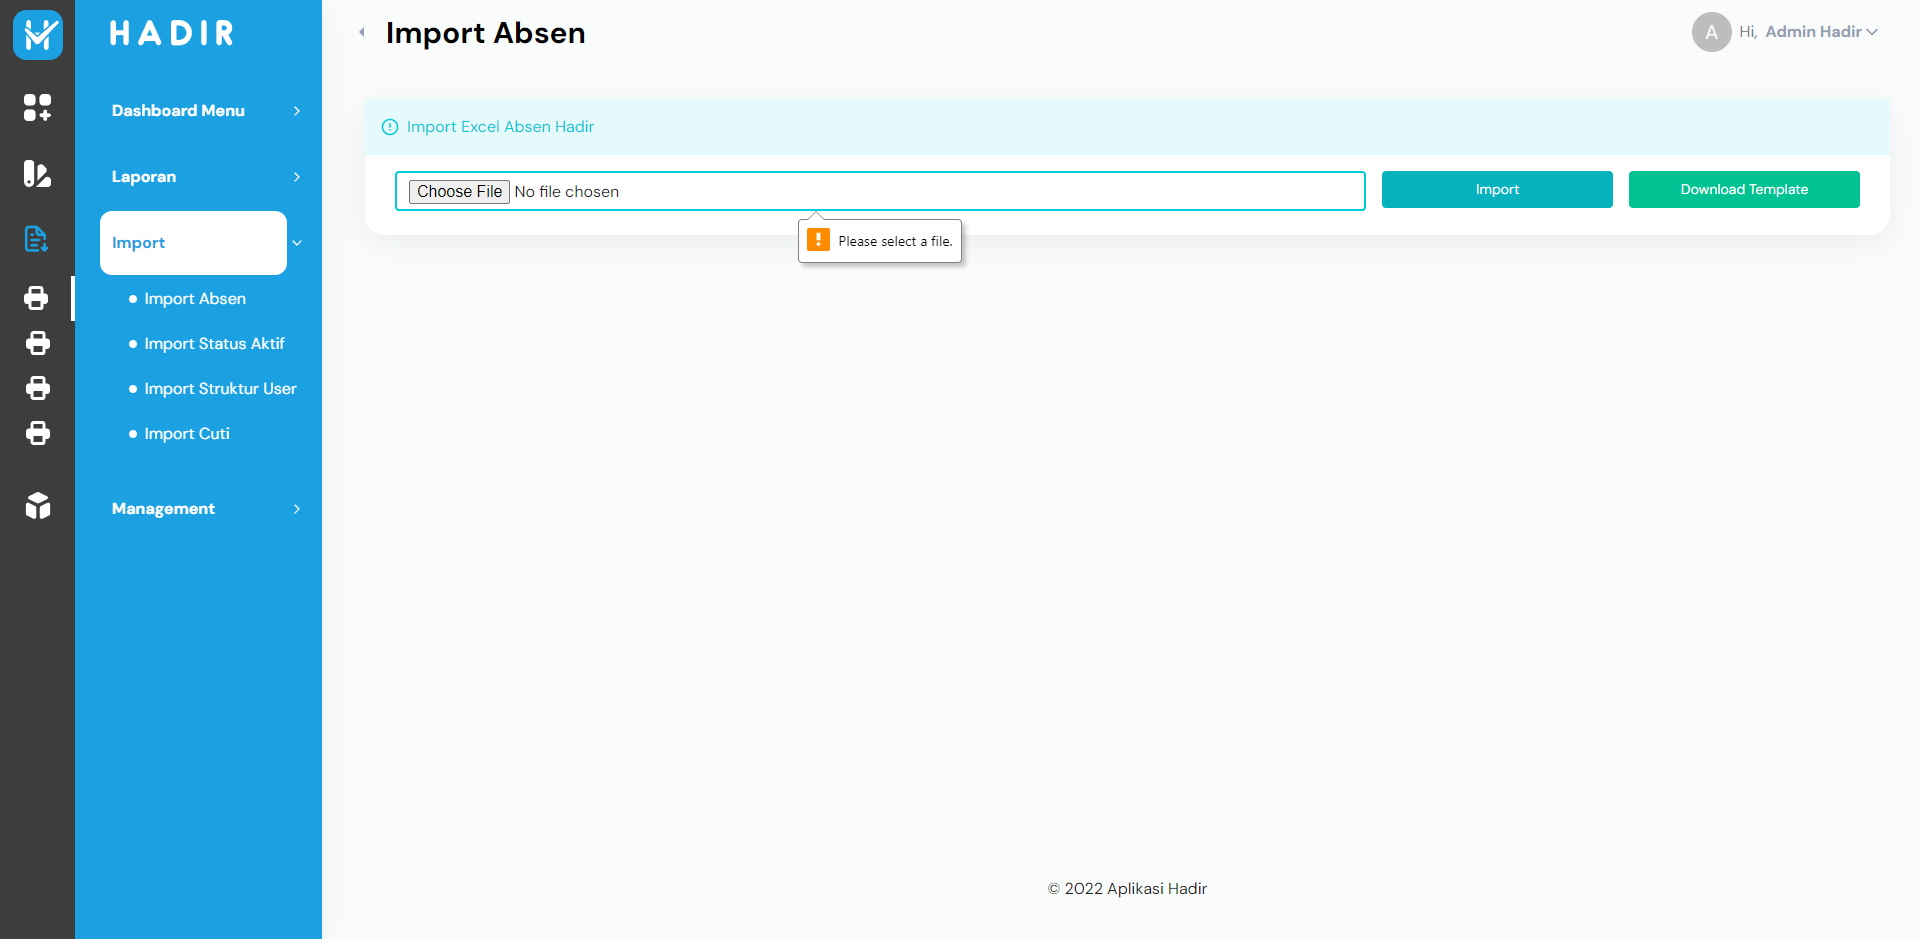 HADIR
Import Absen
A
Hi, Admin Hadir
Dashboard Menu
Laporan
Import
Import Absen
Import Status Aktif
Import Struktur User
Import Cuti
Management
Import Excel Absen Hadir
Choose File No file chosen
Import
Download Template
Please select a file.
© 2022 Aplikasi Hadir